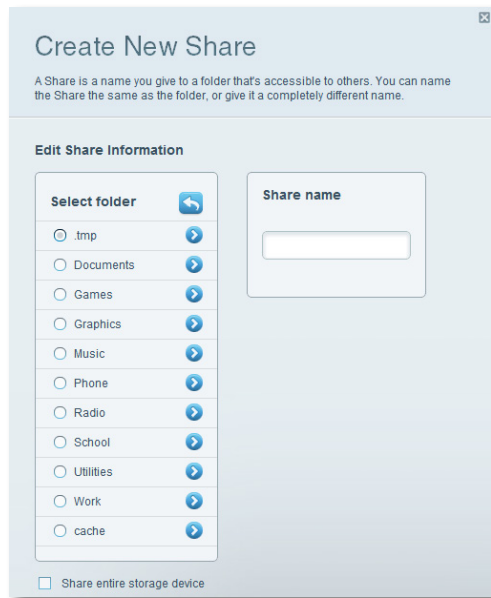 Create New Share
A Share is a name you give to a folder that's accessible to others. You can name
the Share the same as the folder, or give it a completely different name.
Edit Share Information
Select folder
.tmp
Documents
Games
Graphics
Music
Phone
Radio
School
Utilities
Work
cache
Share name
Share entire storage device